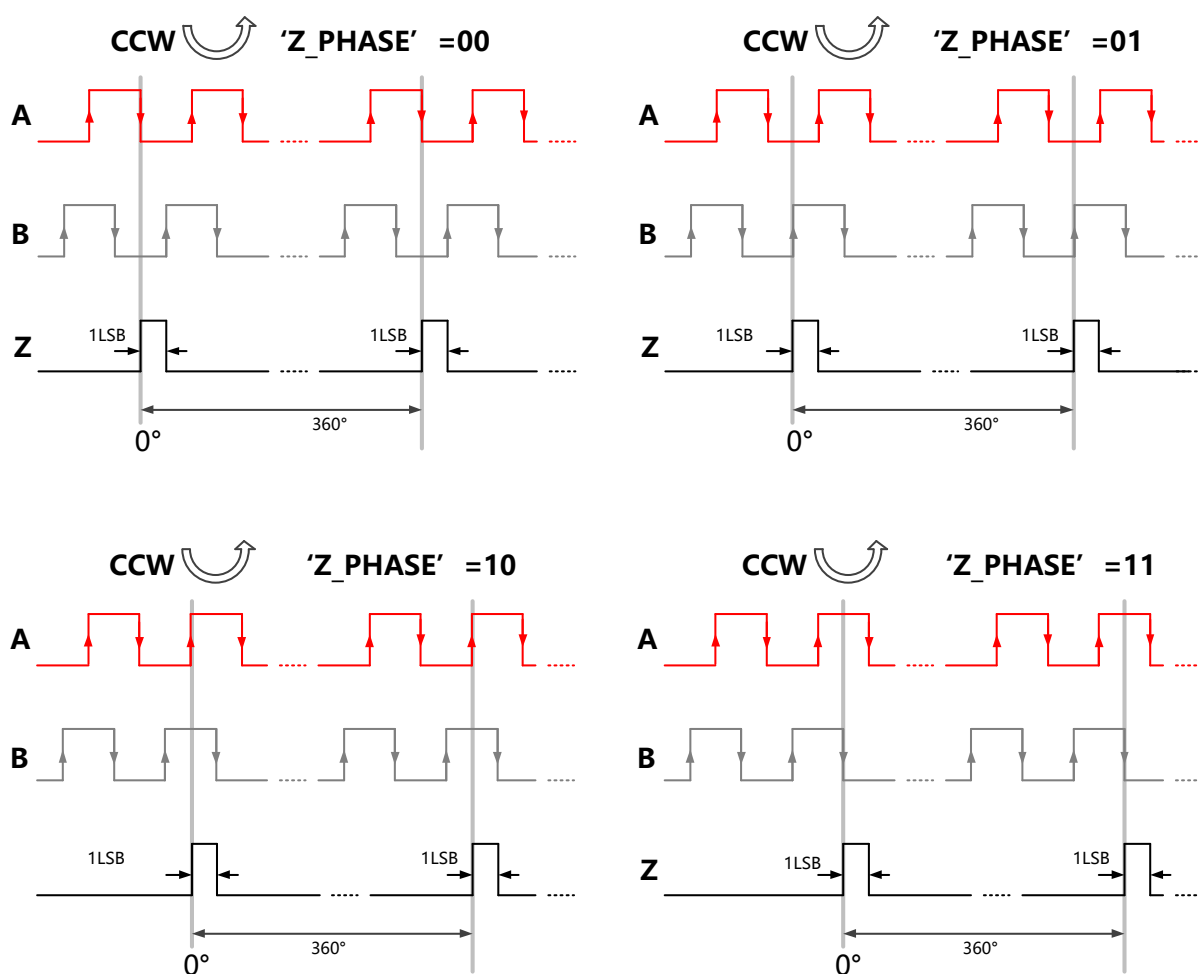 CCW ‘Z_PHASE’ =00
A
B
1LSB 1LSB
Z
360°
0°
CCW ‘Z_PHASE’ =01
A
B
1LSB 1LSB
Z
360°
0°
CCW ‘Z_PHASE’ =10
A
B
1LSB 1LSB
360°
0°
CCW ‘Z_PHASE’ =11
A
B
1LSB 1LSB
Z
360°
0°